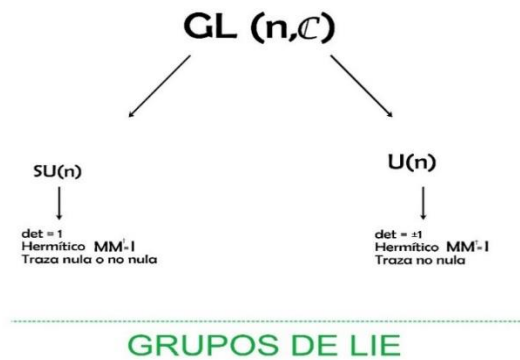 GL (n,ℂ)
SU(n)
U(n)
det = 1
Hermítico MM†=I
Traza nula o no nula
det = ±1
Hermítico MM†=I
Traza no nula
GRUPOS DE LIE